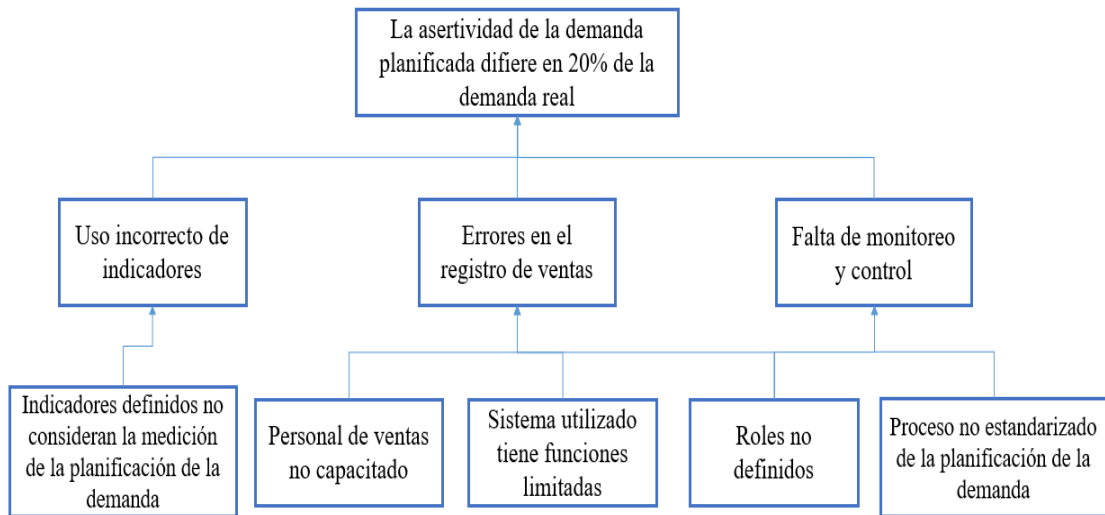 La asertividad de la demanda
planificada difiere en 20% de la
demanda real
Uso incorrecto de
indicadores
Errores en el
registro de ventas
Falta de monitoreo
y control
Indicadores definidos no
consideran la medición
de la planificación de la
demanda
Personal de ventas
no capacitado
Sistema utilizado
tiene funciones
limitadas
Roles no
definidos
Proceso no estandarizado
de la planificación de la
demanda